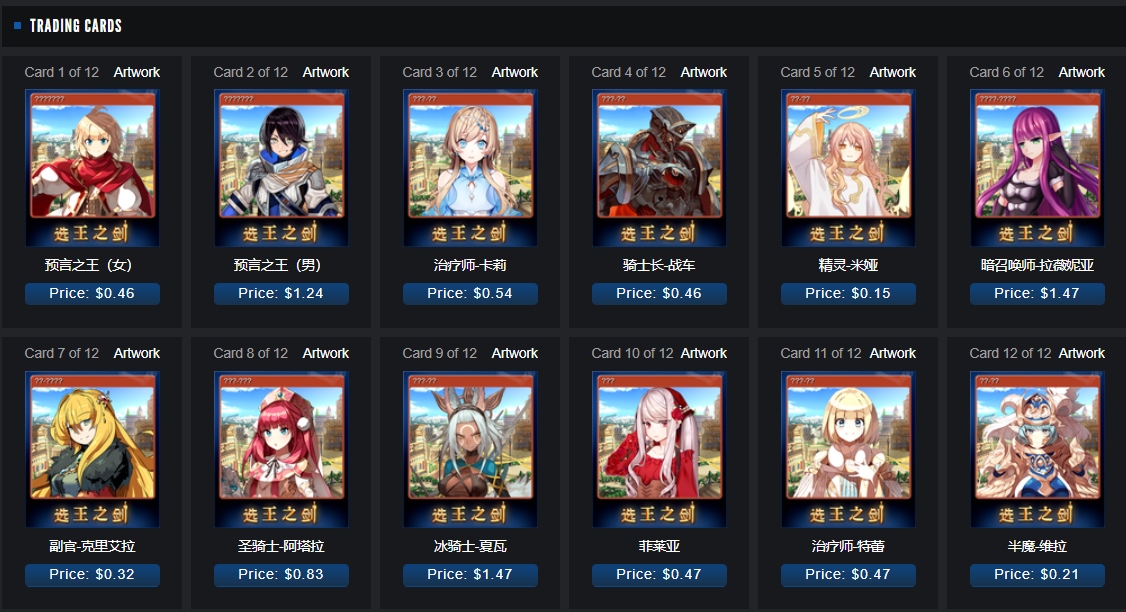 TRADING CARDS
Card 1 of 12 Artwork
???????
选王之剑
预言之王（女）
Price: $0.46
Card 2 of 12 Artwork
???????
选王之剑
预言之王（男）
Price: $1.24
Card 3 of 12 Artwork
???-??
选王之剑
治疗师-卡莉
Price: $0.54
Card 4 of 12 Artwork
???-??
选王之剑
骑士长-战车
Price: $0.46
Card 5 of 12 Artwork
??-??
选王之剑
精灵-米娅
Price: $0.15
Card 6 of 12 Artwork
????-????
选王之剑
暗召唤师-拉薇妮亚
Price: $1.47
Card 7 of 12 Artwork
??-????
选王之剑
副官-克里艾拉
Price: $0.32
Card 8 of 12 Artwork
???-???
选王之剑
圣骑士-阿塔拉
Price: $0.83
Card 9 of 12 Artwork
???-??
选王之剑
冰骑士-夏瓦
Price: $1.47
Card 10 of 12 Artwork
???
选王之剑
菲莱亚
Price: $0.47
Card 11 of 12 Artwork
???-??
选王之剑
治疗师-特蕾
Price: $0.47
Card 12 of 12 Artwork
??-??
选王之剑
半魔-维拉
Price: $0.21